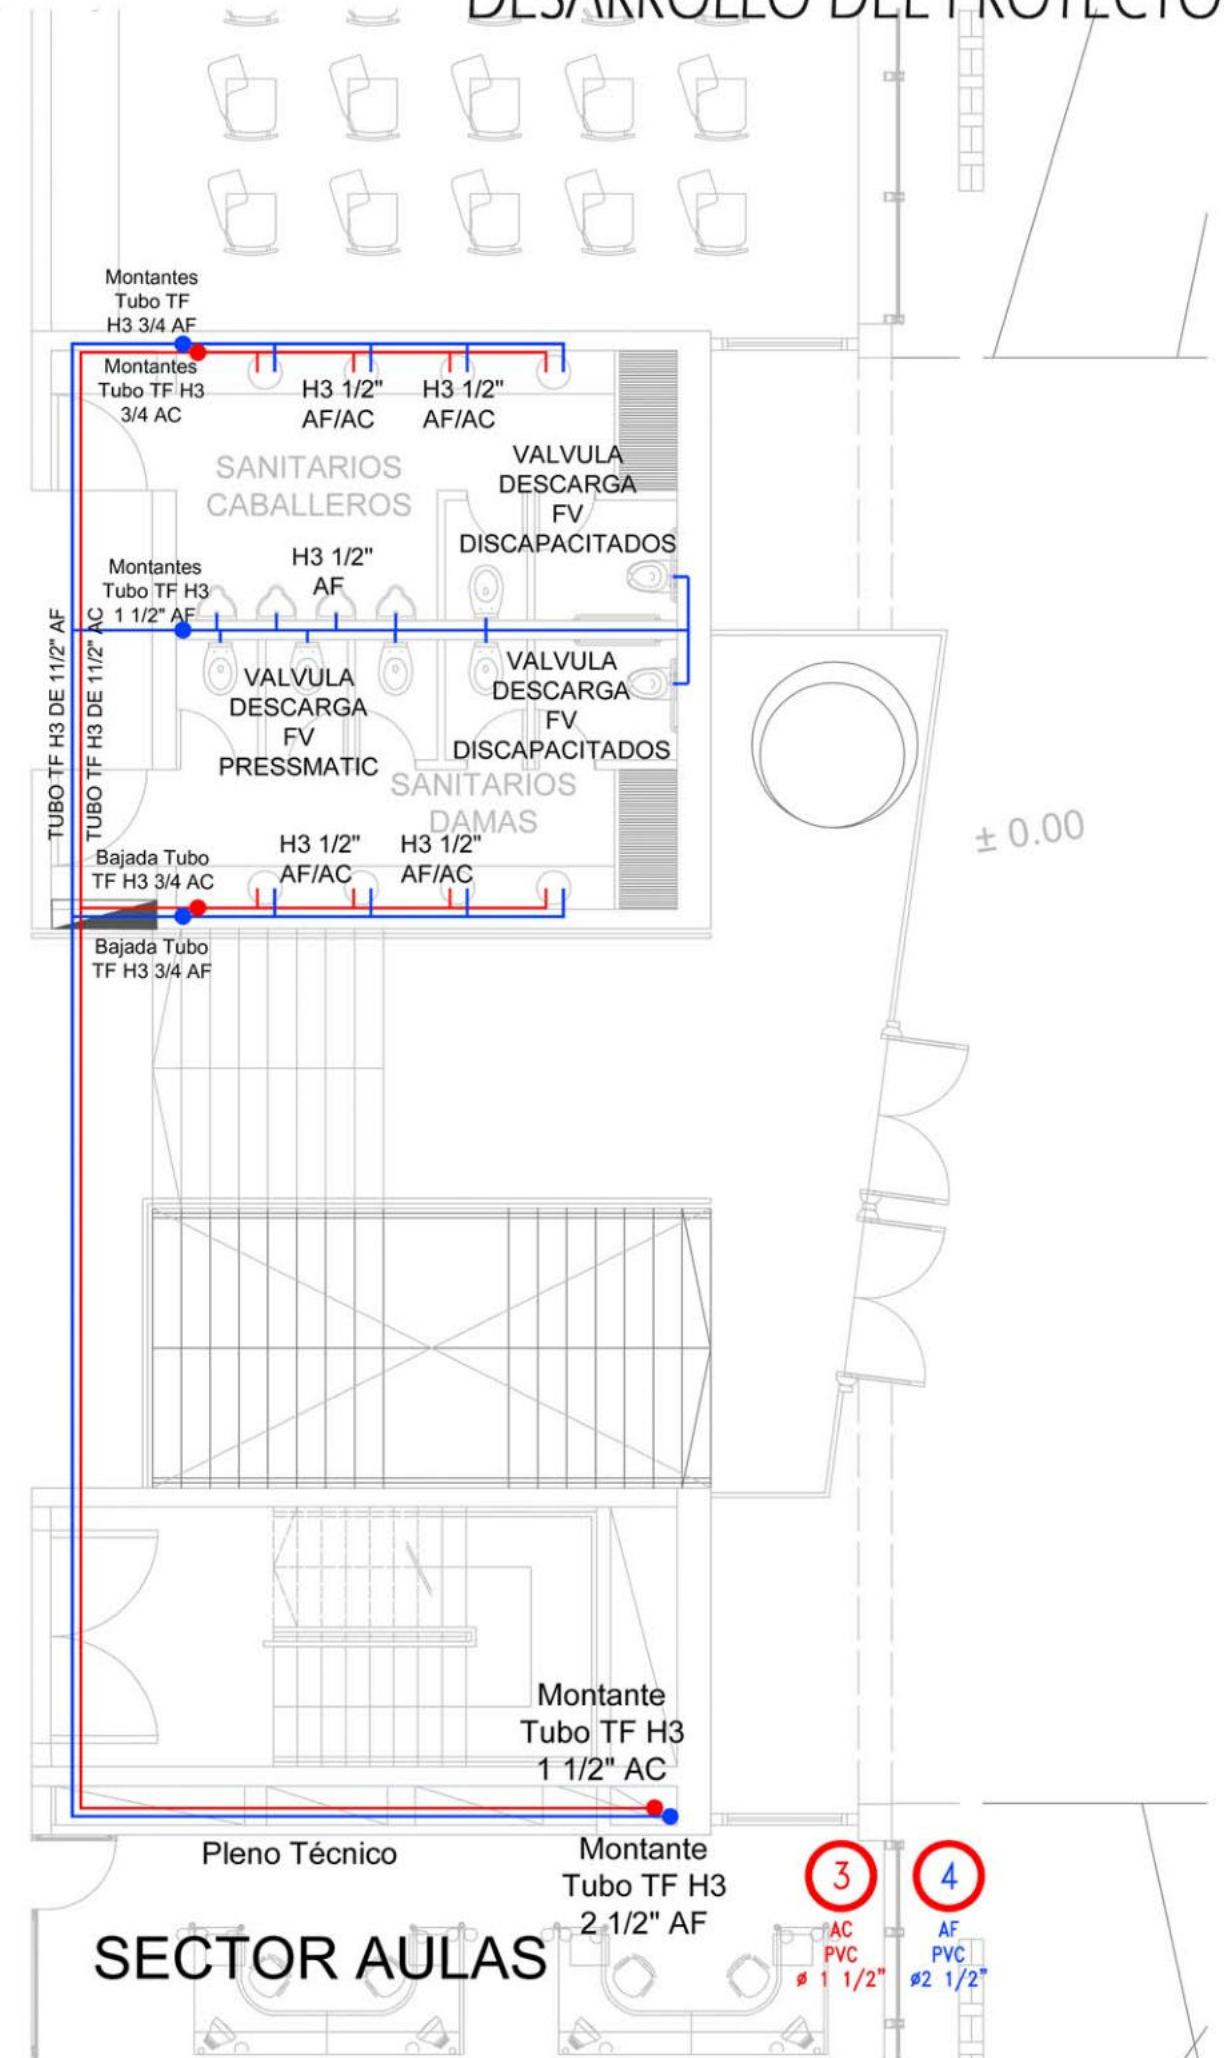 DESARROLLO DEL PROYECTO
Montantes
Tubo TF
H3 3/4 AF
Montantes
Tubo TF H3
3/4 AC
H3 1/2"
AF/AC
H3 1/2"
AF/AC
SANITARIOS
CABALLEROS
VALVULA
DESCARGA
FV
DISCAPACITADOS
H3 1/2"
AF
Montantes
Tubo TF H3
1 1/2" AF
TUBO TF H3 DE 11/2" AF
TUBO TF H3 DE 11/2" AC
VALVULA
DESCARGA
FV
PRESSMATIC
VALVULA
DESCARGA
FV
DISCAPACITADOS
SANITARIOS
DAMAS
± 0.00
H3 1/2"
AF/AC
H3 1/2"
AF/AC
Bajada Tubo
TF H3 3/4 AC
Bajada Tubo
TF H3 3/4 AF
Montante
Tubo TF H3
1 1/2" AC
Pleno Técnico
Montante
Tubo TF H3
2 1/2" AF
3
AC
PVC
ø 1 1/2"
4
AF
PVC
ø2 1/2"
SECTOR AULAS